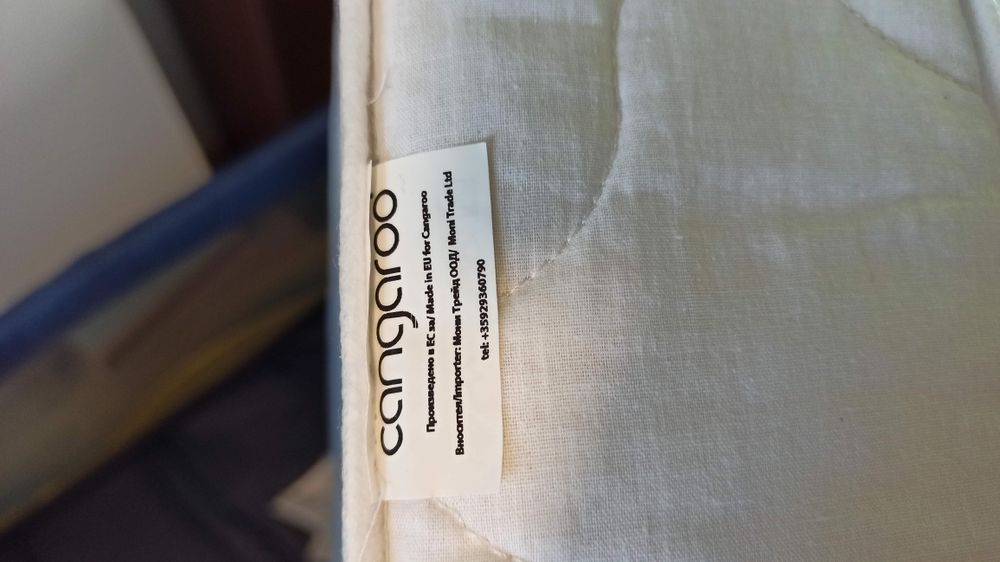 cangaroo
Произведено в ЕС за/ Made in EU for Cangaroo
Вносител/Importer: Мони Трейд ООД/ Moni Trade Ltd
tel: +35929360790